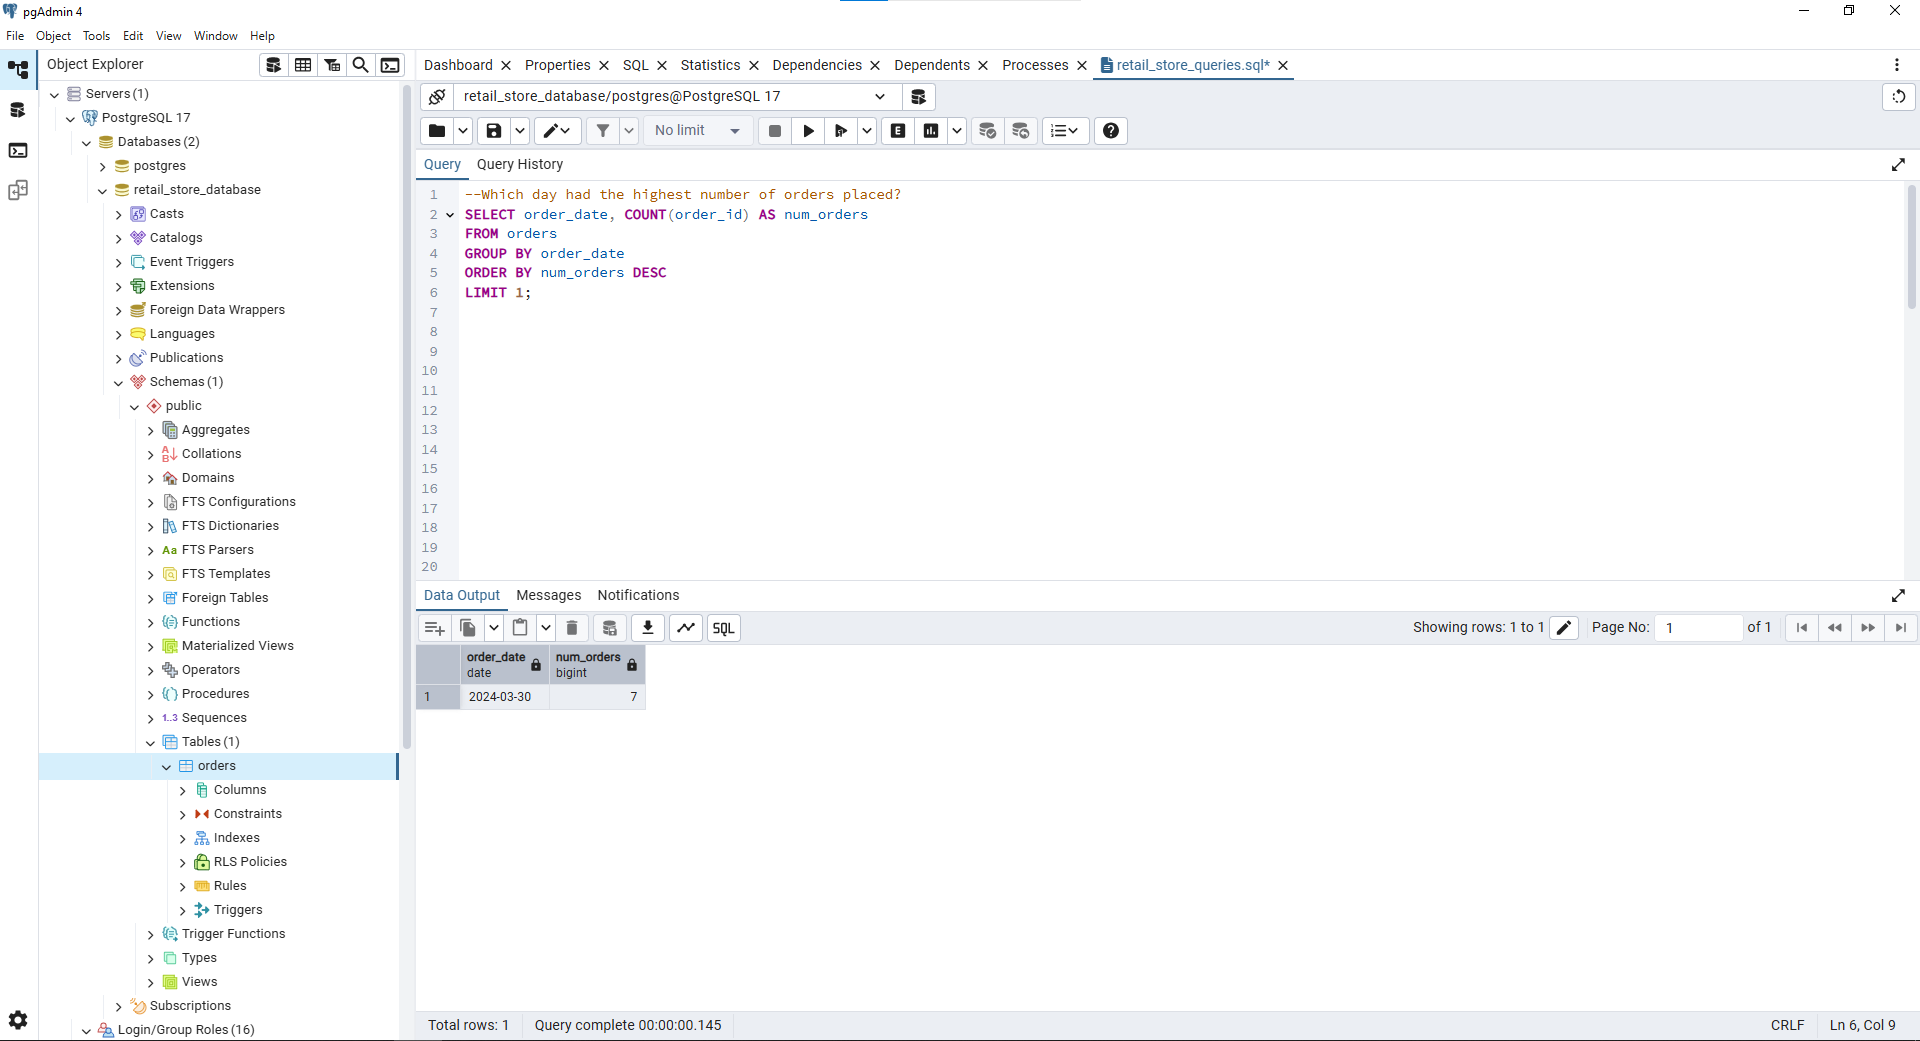 pgAdmin 4
File Object Tools Edit View Window Help
Object Explorer
Servers (1)
PostgreSQL 17
Databases (2)
postgres
retail_store_database
Casts
Catalogs
Event Triggers
Extensions
Foreign Data Wrappers
Languages
Publications
Schemas (1)
public
Aggregates
Collations
Domains
FTS Configurations
FTS Dictionaries
Aa FTS Parsers
FTS Templates
Foreign Tables
Functions
Materialized Views
Operators
Procedures
1..3 Sequences
Tables (1)
orders
Columns
Constraints
Indexes
RLS Policies
Rules
Triggers
Trigger Functions
Types
Views
Subscriptions
Login/Group Roles (16)
Dashboard Properties SQL Statistics Dependencies Dependents Processes retail_store_queries.sql*
retail_store_database/postgres@PostgreSQL 17
No limit E
Query Query History
1 --Which day had the highest number of orders placed?
2 SELECT order_date, COUNT(order_id) AS num_orders
3 FROM orders
4 GROUP BY order_date
5 ORDER BY num_orders DESC
6 LIMIT 1;
7
8
9
10
11
12
13
14
15
16
17
18
19
20
Data Output Messages Notifications
SQL Showing rows: 1 to 1 Page No: 1 of 1
order_date num_orders
date bigint
1 2024-03-30 7
Total rows: 1 Query complete 00:00:00.145 CRLF Ln 6, Col 9